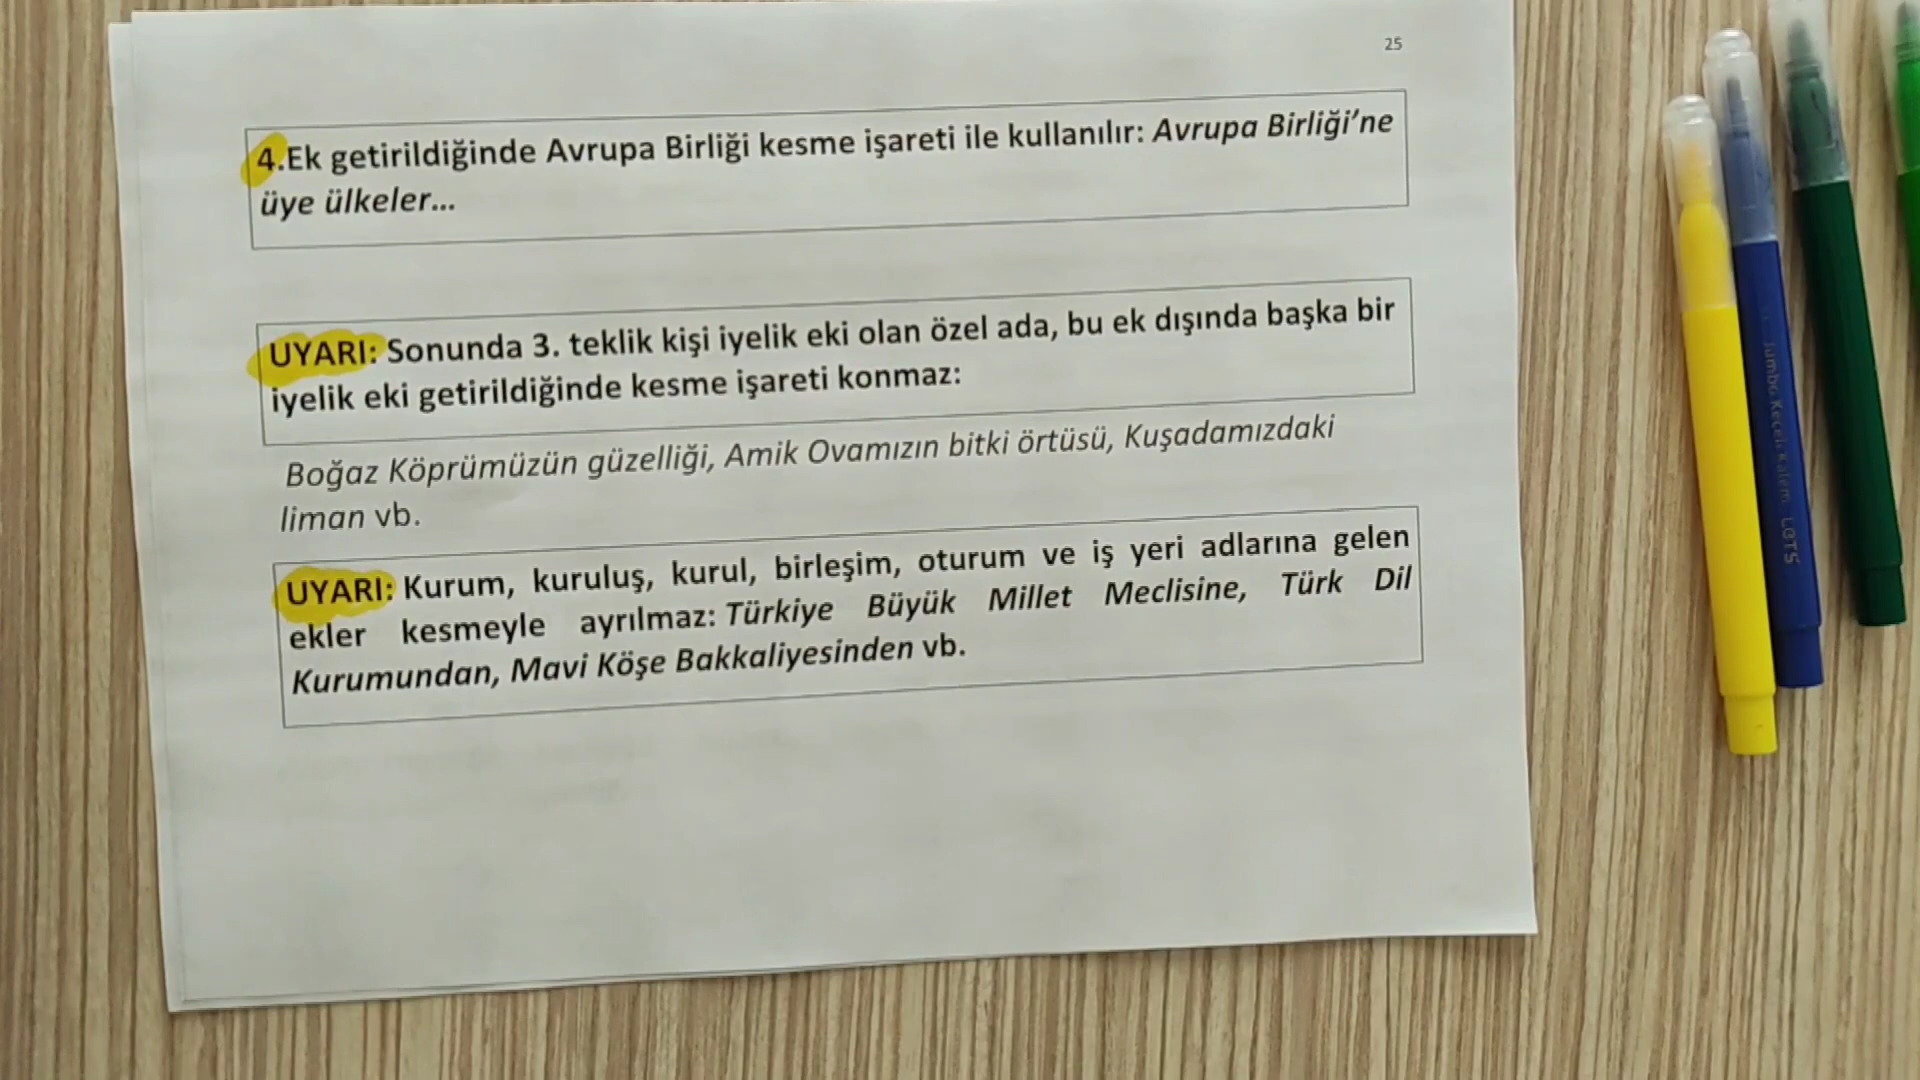 25
4.Ek getirildiğinde Avrupa Birliği kesme işareti ile kullanılır: Avrupa Birliği’ne
üye ülkeler...
UYARI: Sonunda 3. teklik kişi iyelik eki olan özel ada, bu ek dışında başka bir
iyelik eki getirildiğinde kesme işareti konmaz:
Boğaz Köprümüzün güzelliği, Amik Ovamızın bitki örtüsü, Kuşadamızdaki
liman vb.
UYARI: Kurum, kuruluş, kurul, birleşim, oturum ve iş yeri adlarına gelen
ekler kesmeyle ayrılmaz: Türkiye Büyük Millet Meclisine, Türk Dil
Kurumundan, Mavi Köşe Bakkaliyesinden vb.
Jumbo Keçeli Kalem